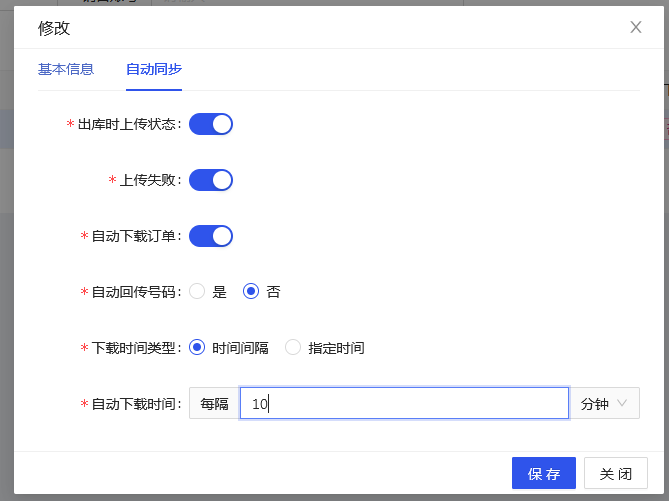 修改
基本信息 自动同步
*出库时上传状态:
*上传失败:
*自动下载订单:
*自动回传号码: 是 否
*下载时间类型: 时间间隔 指定时间
*自动下载时间: 每隔 10 分钟
保 存 关 闭